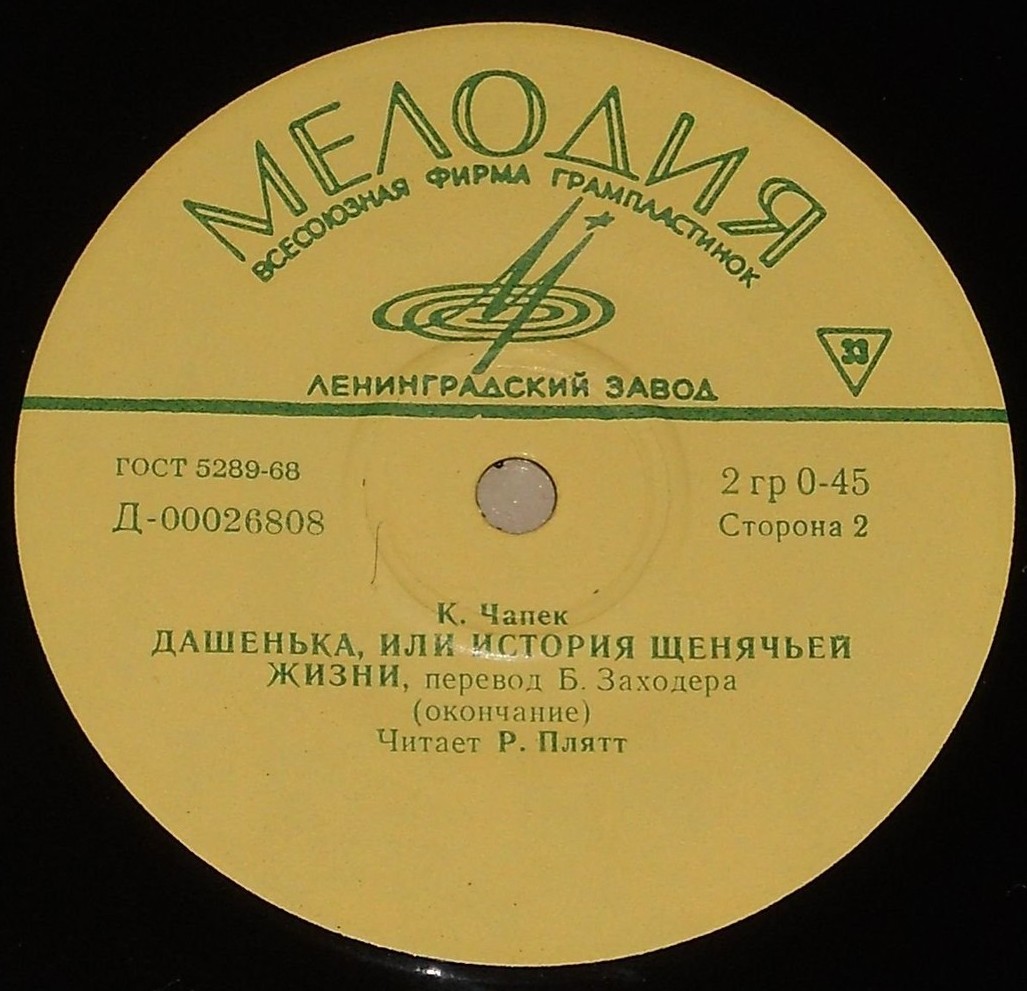 МЕЛОДИЯ
ВСЕСОЮЗНАЯ ФИРМА ГРАМПЛАСТИНОК
33
ЛЕНИНГРАДСКИЙ ЗАВОД
ГОСТ 5289-68
2 гр 0-45
Д-00026808
Сторона 2
К. Чапек
ДАШЕНЬКА, ИЛИ ИСТОРИЯ ЩЕНЯЧЬЕЙ
ЖИЗНИ, перевод Б. Заходера
(окончание)
Читает Р. Плятт